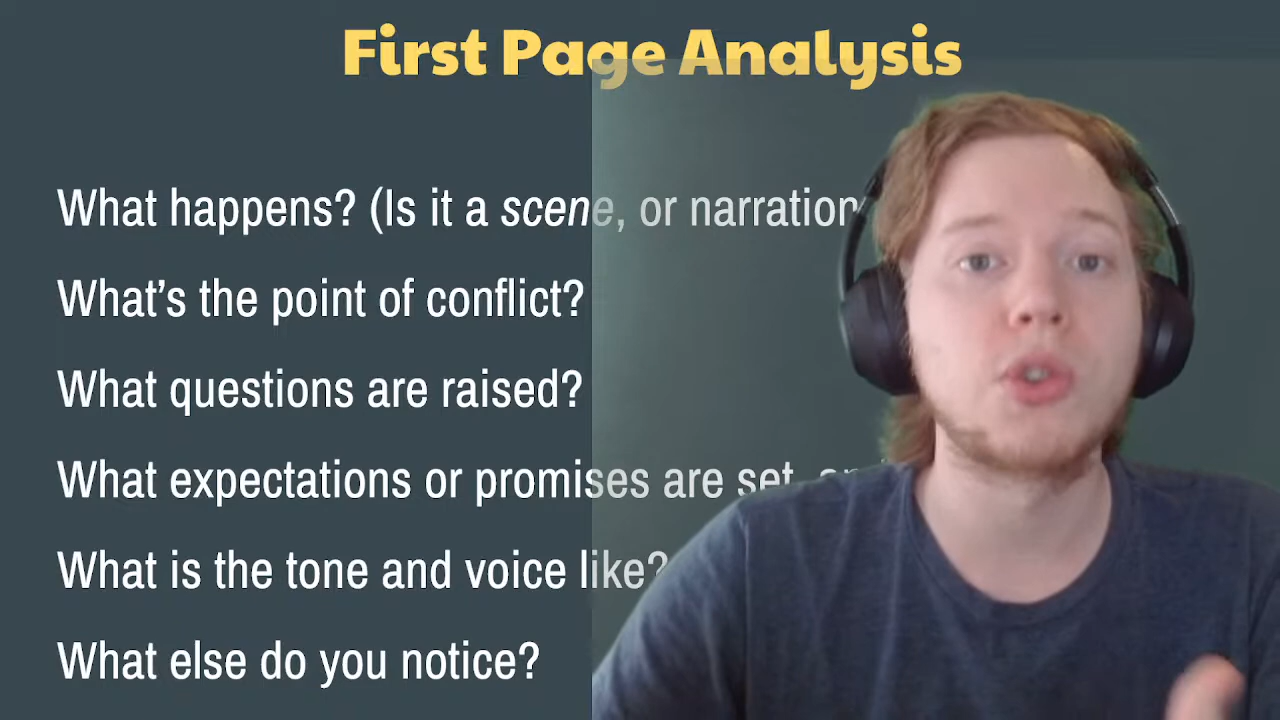 First Page Analysis
What happens? (Is it a scene, or narration
What's the point of conflict?
What questions are raised?
What expectations or promises are set,
What is the tone and voice like?
What else do you notice?